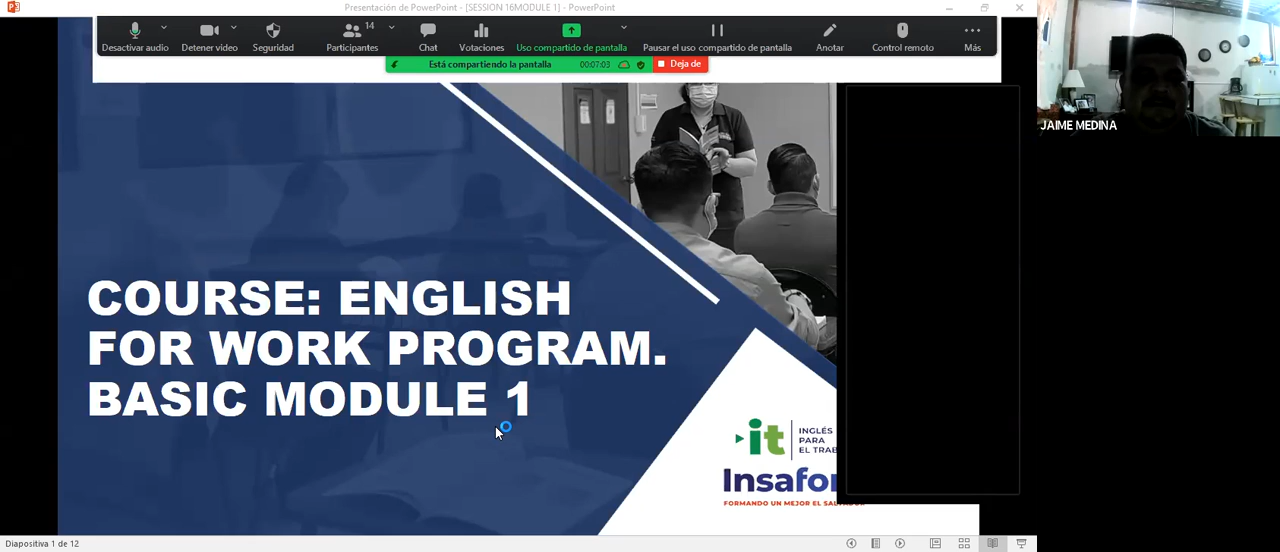 Presentación de PowerPoint - [SESSION 16MODULE 1] - PowerPoint
Desactivar audio
Detener video
Seguridad
Participantes
14
Chat
Votaciones
Uso compartido de pantalla
Pausar el uso compartido de pantalla
Anotar
Control remoto
Más
Está compartiendo la pantalla
00:07:03
Deja de
JAIME MEDINA
COURSE: ENGLISH
FOR WORK PROGRAM.
BASIC MODULE 1
it
INGLÉS
PARA
EL TRAB
Insafor
FORMANDO UN MEJOR EL SALVADOR
Diapositiva 1 de 12